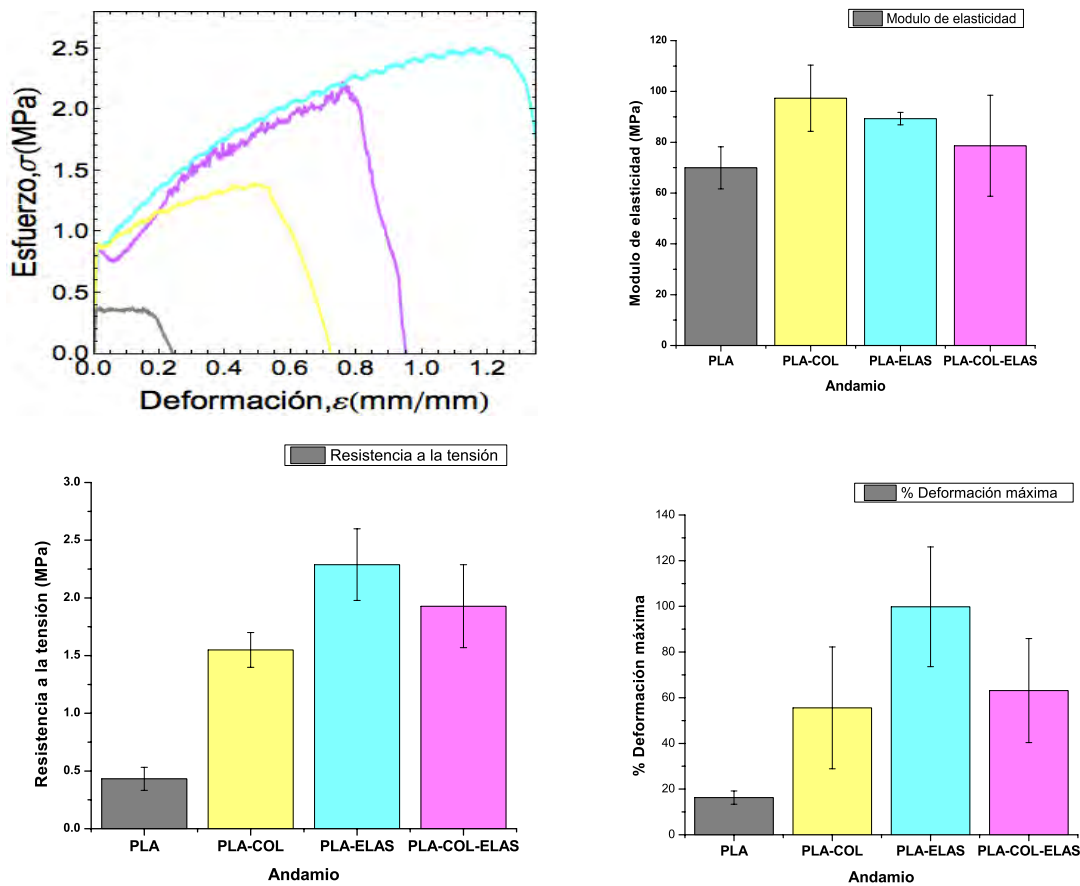 2.5
2.0
1.5
1.0
0.5
0.0
Esfuerzo,σ(MPa)
0.0 0.2 0.4 0.6 0.8 1.0 1.2
Deformación,ε(mm/mm)
Modulo de elasticidad
120
100
80
60
40
20
0
Modulo de elasticidad (MPa)
PLA PLA-COL PLA-ELAS PLA-COL-ELAS
Andamio
Resistencia a la tensión
3.0
2.5
2.0
1.5
1.0
0.5
0.0
Resistencia a la tensión (MPa)
PLA PLA-COL PLA-ELAS PLA-COL-ELAS
Andamio
% Deformación máxima
140
120
100
80
60
40
20
0
% Deformación máxima
PLA PLA-COL PLA-ELAS PLA-COL-ELAS
Andamio